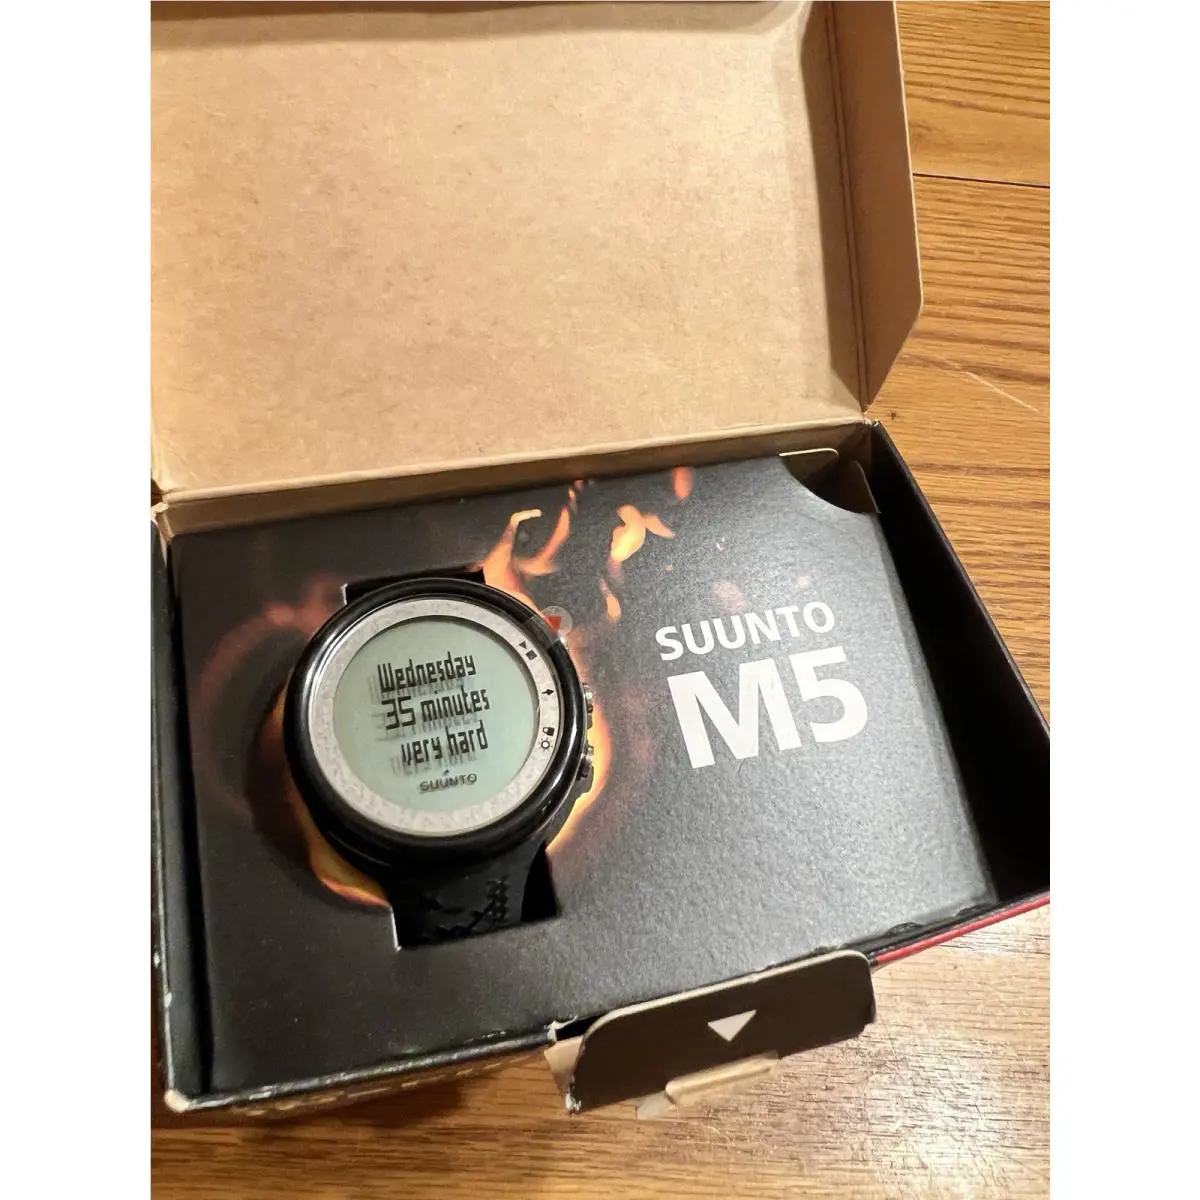 Wednesday
35 minutes
very hard
SUUNTO
SUUNTO
M5